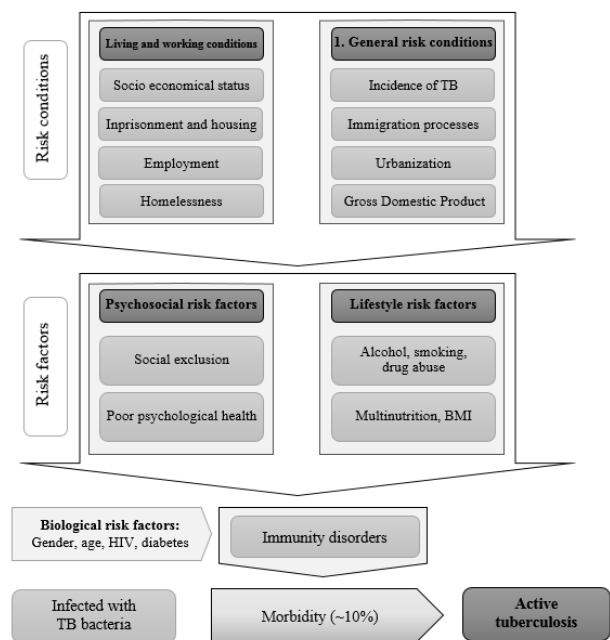 Risk conditions
Living and working conditions
Socio economical status
Inprisonment and housing
Employment
Homelessness
1. General risk conditions
Incidence of TB
Immigration processes
Urbanization
Gross Domestic Product
Risk factors
Psychosocial risk factors
Social exclusion
Poor psychological health
Lifestyle risk factors
Alcohol, smoking,
drug abuse
Multinutrition, BMI
Biological risk factors:
Gender, age, HIV, diabetes
Immunity disorders
Infected with
TB bacteria
Morbidity (~10%)
Active
tuberculosis